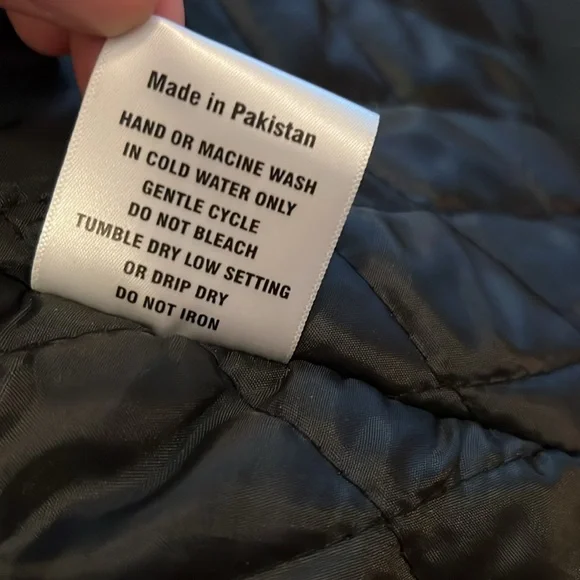 Made in Pakistan
HAND OR MACINE WASH
IN COLD WATER ONLY
GENTLE CYCLE
DO NOT BLEACH
TUMBLE DRY LOW SETTING
OR DRIP DRY
DO NOT IRON